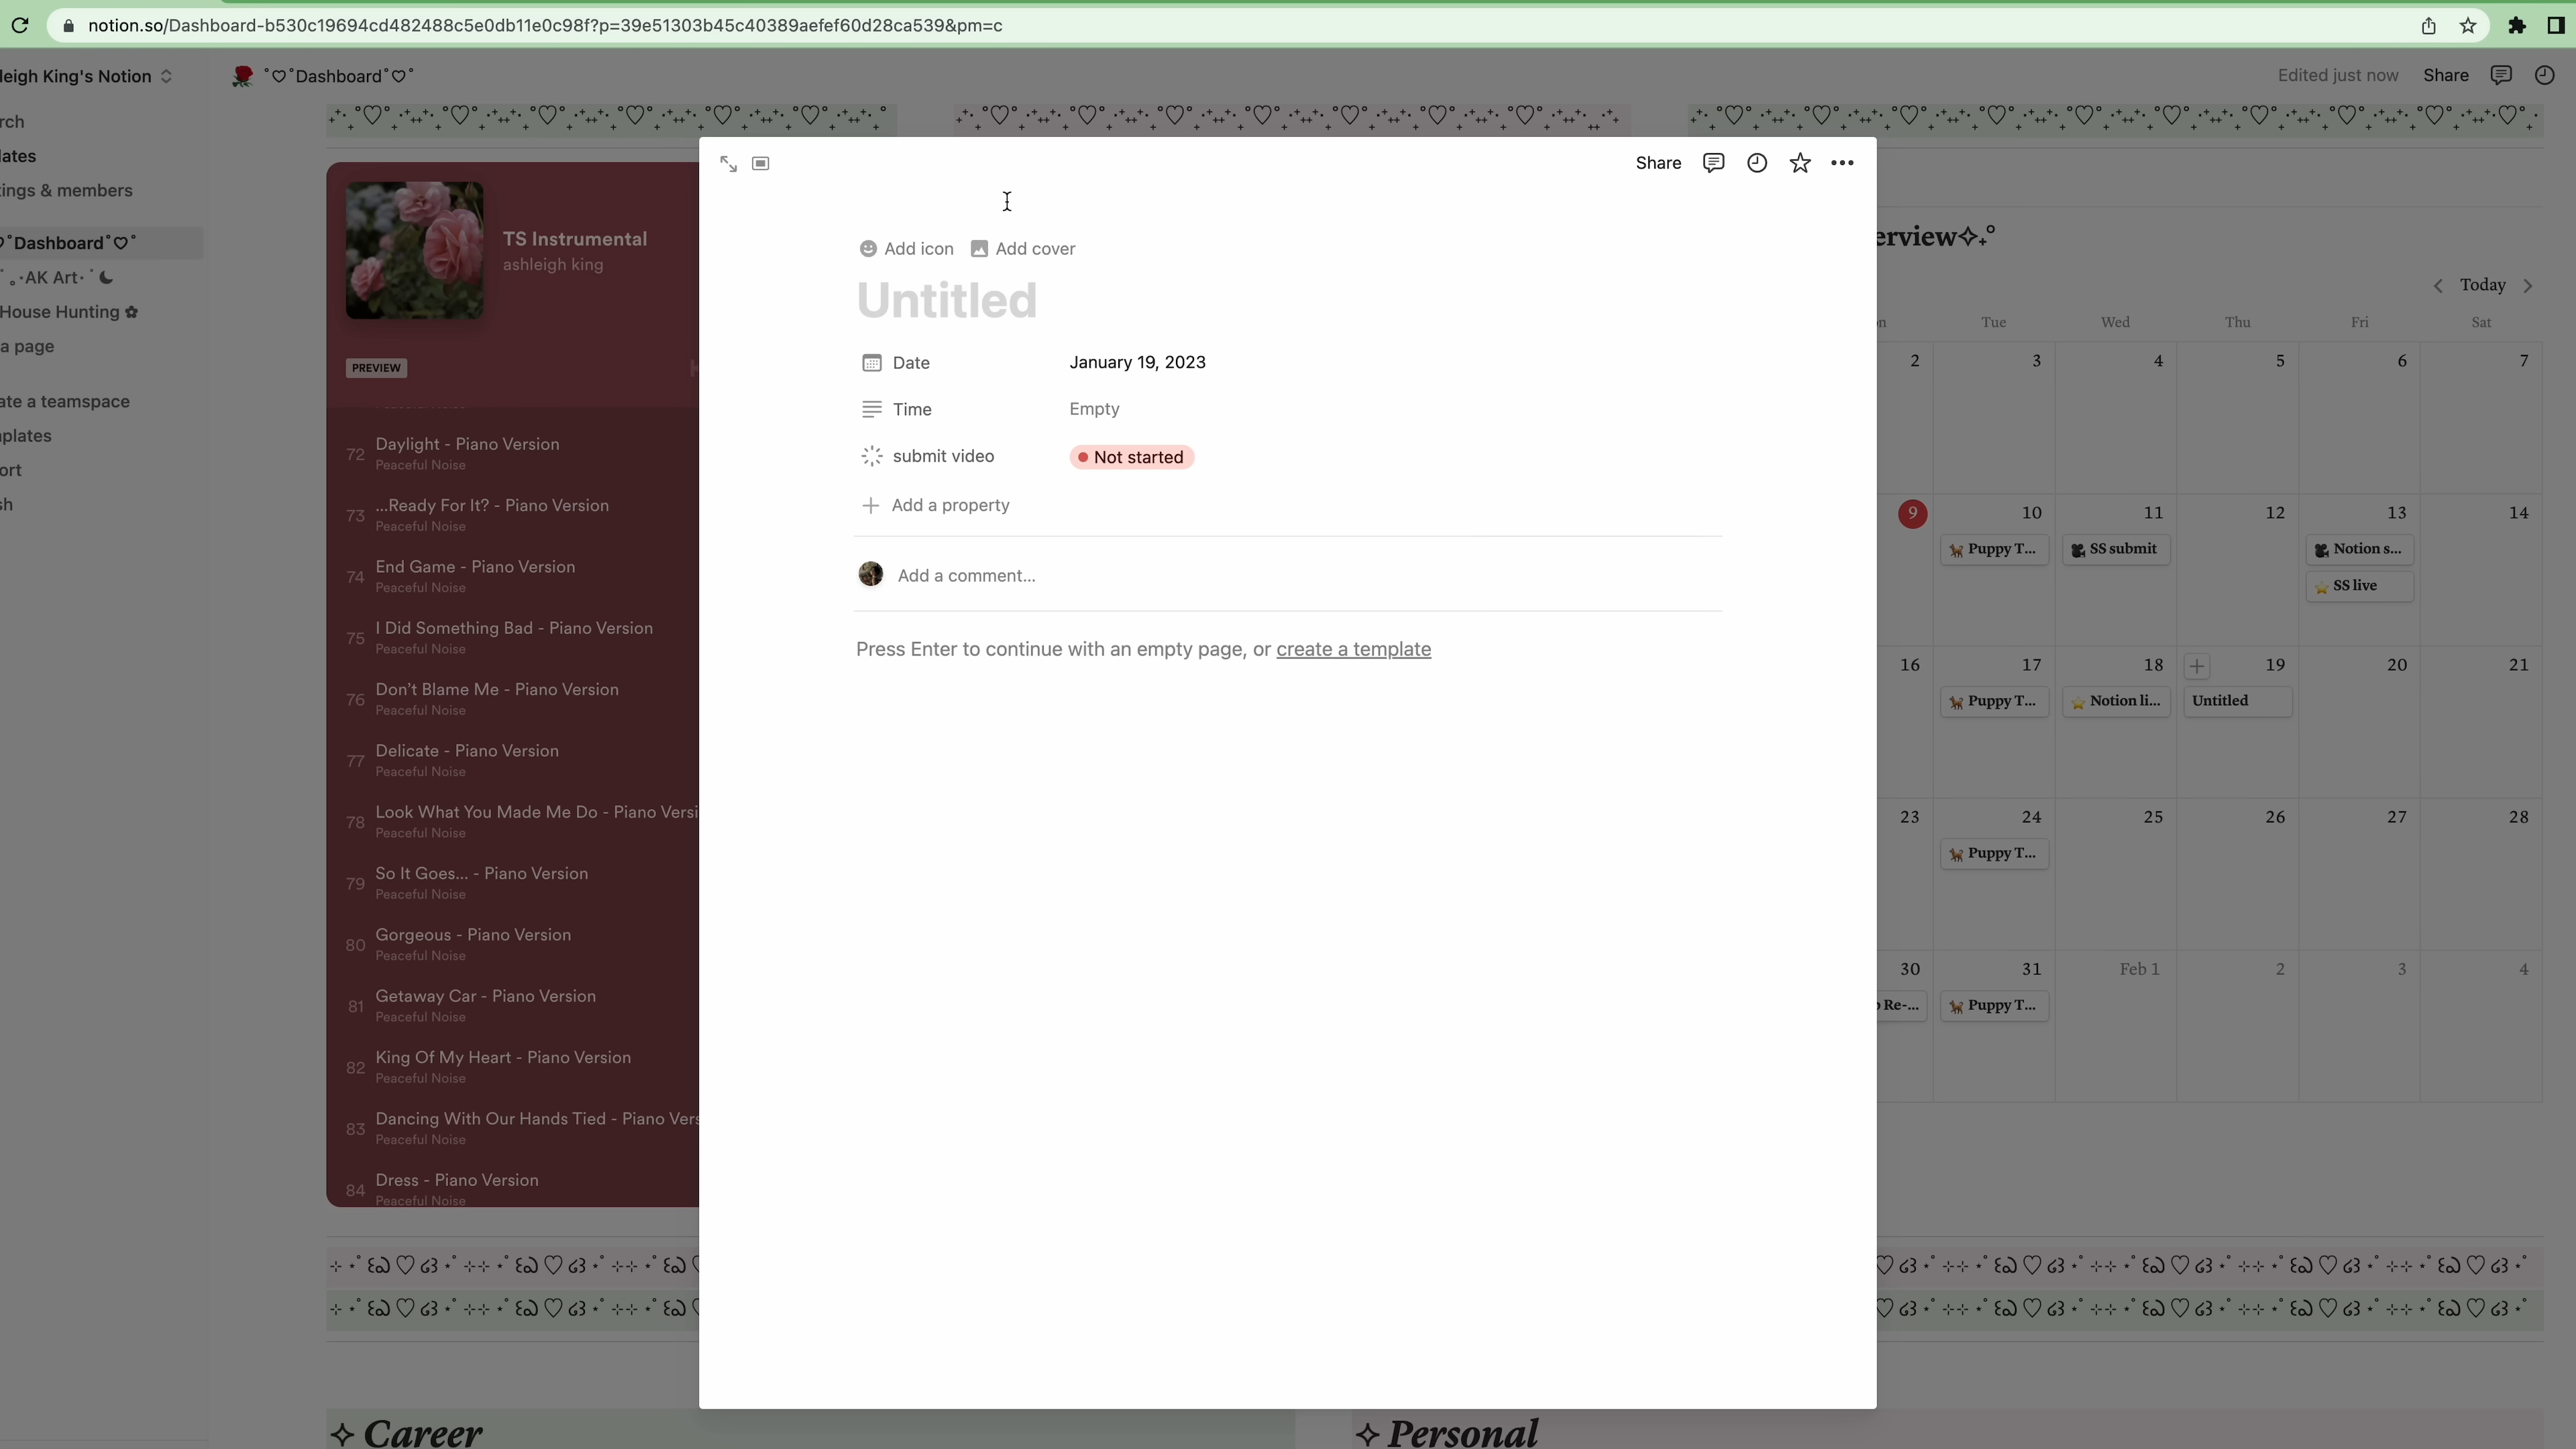 notion.so/Dashboard-b530c19694cd482488c5e0db11e0c98f?p=39e51303b45c40389aefef60d28ca539&pm=c
leigh King's Notion
˚♡˚Dashboard˚♡˚
Edited just now
Share
rch
lates
tings & members
˚Dashboard˚♡˚
AK Art
House Hunting ✿
a page
ate a teamspace
plates
ort
sh
TS Instrumental
ashleigh king
PREVIEW
72 Daylight - Piano Version
Peaceful Noise
73 ...Ready For It? - Piano Version
Peaceful Noise
74 End Game - Piano Version
Peaceful Noise
75 I Did Something Bad - Piano Version
Peaceful Noise
76 Don't Blame Me - Piano Version
Peaceful Noise
77 Delicate - Piano Version
Peaceful Noise
78 Look What You Made Me Do - Piano Versi
Peaceful Noise
79 So It Goes... - Piano Version
Peaceful Noise
80 Gorgeous - Piano Version
Peaceful Noise
81 Getaway Car - Piano Version
Peaceful Noise
82 King Of My Heart - Piano Version
Peaceful Noise
83 Dancing With Our Hands Tied - Piano Vers
Peaceful Noise
84 Dress - Piano Version
Peaceful Noise
Share
Add icon Add cover
Untitled
Date January 19, 2023
Time Empty
submit video Not started
Add a property
Add a comment...
Press Enter to continue with an empty page, or create a template
erview✧
Today
n Tue Wed Thu Fri Sat
2 3 4 5 6 7
9 10 11 12 13 14
Puppy T... SS submit Notion s...
SS live
16 17 18 19 20 21
Puppy T... Notion li... Untitled
23 24 25 26 27 28
Puppy T...
30 31 Feb 1 2 3 4
Re-... Puppy T...
✧ Career
✧ Personal